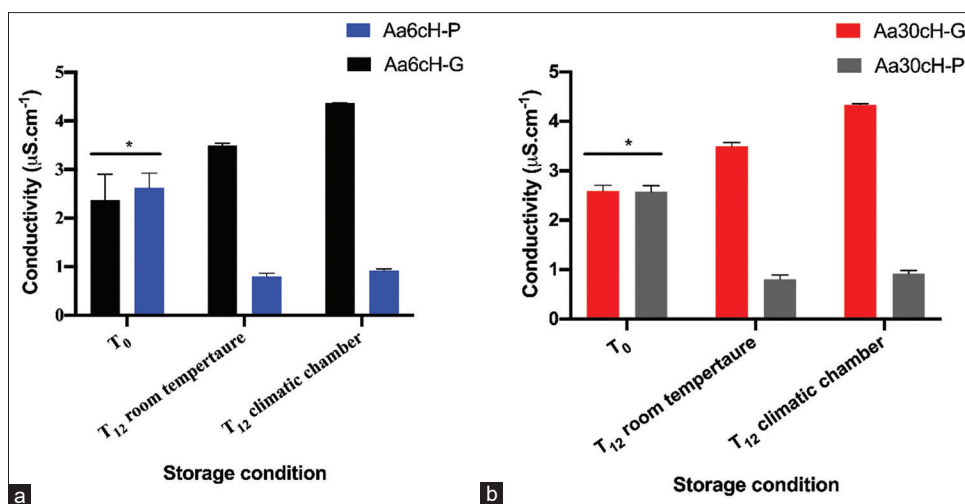 Aa6cH-P
Aa6cH-G
5
4
3
2
1
0
Conductivity (µS.cm⁻¹)
*
T₀
T₁₂ room tempertaure
T₁₂ climatic chamber
Storage condition
a
Aa30cH-G
Aa30cH-P
5
4
3
2
1
0
Conductivity (µS.cm⁻¹)
*
T₀
T₁₂ room tempertaure
T₁₂ climatic chamber
Storage condition
b